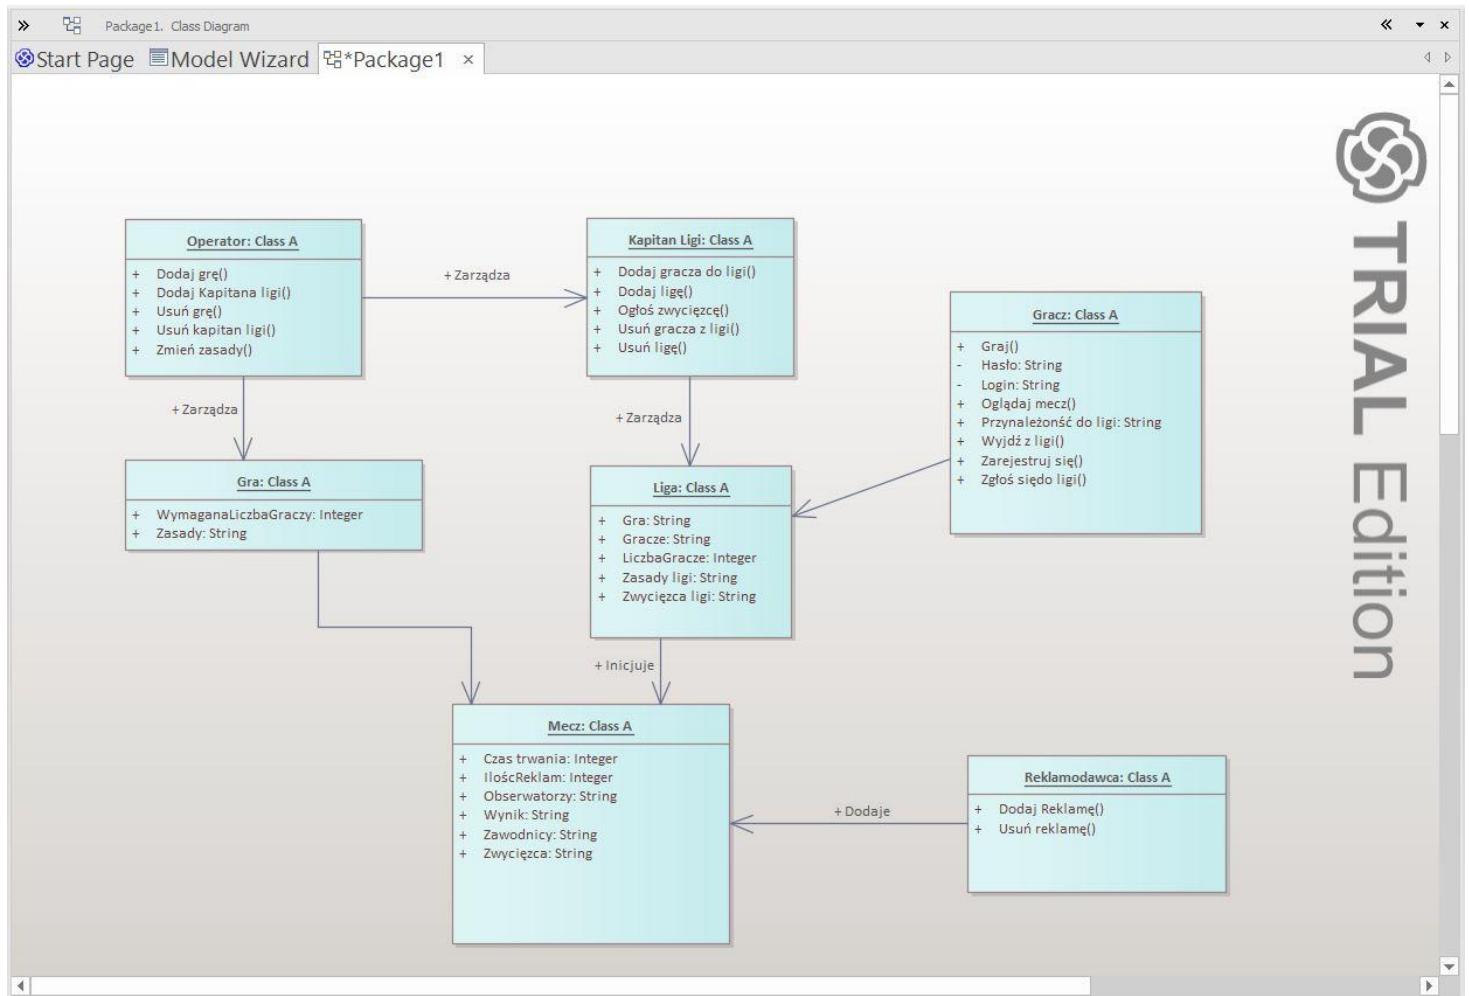 Package1. Class Diagram
Start Page Model Wizard *Package1 ×
Operator: Class A
+ Dodaj grę()
+ Dodaj Kapitana ligi()
+ Usuń grę()
+ Usuń kapitan ligi()
+ Zmień zasady()
+ Zarządza
Kapitan Ligi: Class A
+ Dodaj gracza do ligi()
+ Dodaj ligę()
+ Ogłoś zwycięzcę()
+ Usuń gracza z ligi()
+ Usuń ligę()
Gracz: Class A
+ Graj()
- Hasło: String
- Login: String
+ Oglądaj mecz()
+ Przynależonść do ligi: String
+ Wyjdź z ligi()
+ Zarejestruj się()
+ Zgłoś siędo ligi()
+ Zarządza
+ Zarządza
Gra: Class A
+ WymaganaLiczbaGraczy: Integer
+ Zasady: String
Liga: Class A
+ Gra: String
+ Gracze: String
+ LiczbaGracze: Integer
+ Zasady ligi: String
+ Zwycięzca ligi: String
+ Inicjuje
Mecz: Class A
+ Czas trwania: Integer
+ IlośćReklam: Integer
+ Obserwatorzy: String
+ Wynik: String
+ Zawodnicy: String
+ Zwycięzca: String
+ Dodaje
Reklamodawca: Class A
+ Dodaj Reklamę()
+ Usuń reklamę()
TRIAL Edition